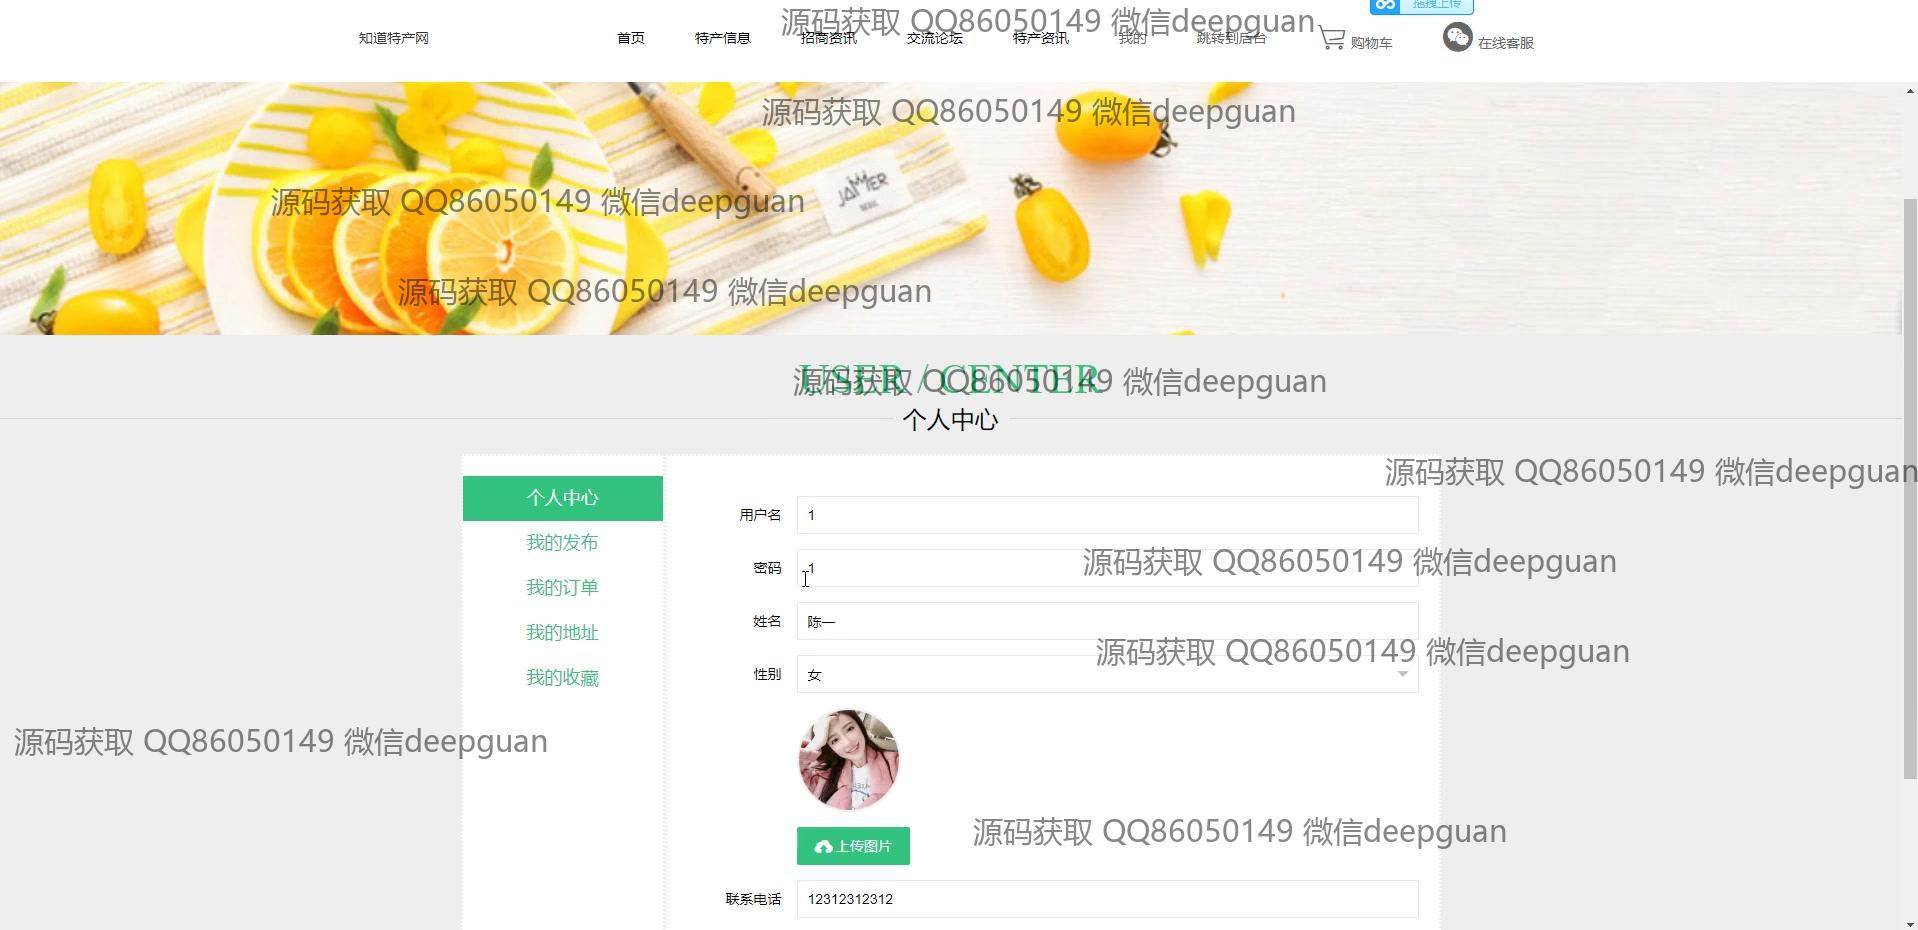 拖拽上传
源码获取 QQ86050149 微信deepguan
知道特产网 首页 特产信息 招商资讯 交流论坛 特产资讯 我的 跳转到后台 购物车 在线客服
源码获取 QQ86050149 微信deepguan
JAIMER
SEOUL
源码获取 QQ86050149 微信deepguan
源码获取 QQ86050149 微信deepguan
USER / CENTER
源码获取 QQ86050149 微信deepguan
个人中心
源码获取 QQ86050149 微信deepguan
个人中心
用户名 1
我的发布
源码获取 QQ86050149 微信deepguan
密码 1
我的订单
姓名 陈一
我的地址
源码获取 QQ86050149 微信deepguan
性别 女
我的收藏
源码获取 QQ86050149 微信deepguan
源码获取 QQ86050149 微信deepguan
上传图片
联系电话 12312312312